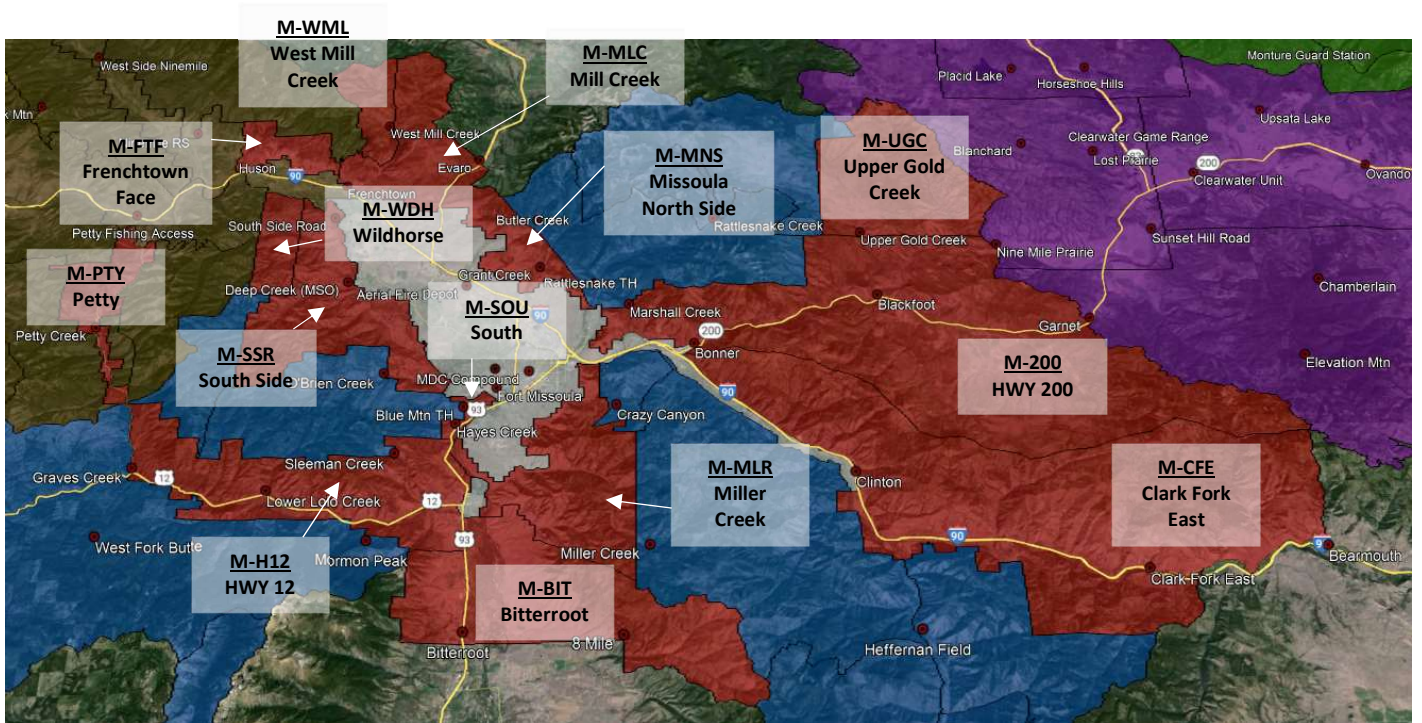 M-WML
West Mill
Creek
M-MLC
Mill Creek
Monture Guard Station
West Side Ninemile
Placid Lake
Horseshoe Hills
k Mtn
Upsata Lake
M-FTF
Frenchtown
Face
RS
West Mill Creek
M-MNS
Missoula
North Side
M-UGC
Upper Gold
Creek
Clearwater Game Range
Blanchard
Lost Prairie
200
Clearwater Unit
Ovando
Huson
90
Evaro
Frenchtown
M-WDH
Wildhorse
South Side Road
Butler Creek
Rattlesnake Creek
Petty Fishing Access
Upper Gold Creek
Nine Mile Prairie
Sunset Hill Road
M-PTY
Petty
Grant Creek
Rattlesnake TH
Deep Creek (MSO)
Aerial Fire Depot
Chamberlain
M-SOU
South
90
Marshall Creek
Blackfoot
Petty Creek
200
Garnet
Bonner
M-SSR
South Side
M-200
HWY 200
Elevation Mtn
O'Brien Creek
MDC Compound
Fort Missoula
90
Blue Mtn TH
93
Crazy Canyon
Hayes Creek
Graves Creek
12
Sleeman Creek
M-MLR
Miller
Creek
Clinton
M-CFE
Clark Fork
East
Lower Lolo Creek
12
West Fork Butte
Mormon Peak
93
Miller Creek
90
Bearmouth
M-H12
HWY 12
M-BIT
Bitterroot
Clark Fork East
Bitterroot
8 Mile
Heffernan Field